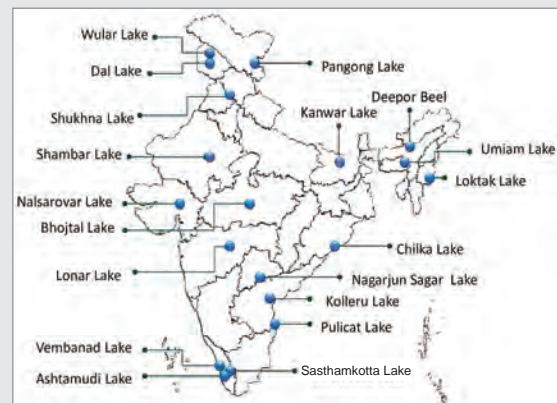 Wular Lake
Dal Lake
Pangong Lake
Shukhna Lake
Kanwar Lake
Deepor Beel
Shambar Lake
Umiam Lake
Loktak Lake
Nalsarovar Lake
Bhojtal Lake
Chilka Lake
Lonar Lake
Nagarjun Sagar Lake
Koileru Lake
Pulicat Lake
Vembanad Lake
Sasthamkotta Lake
Ashtamudi Lake